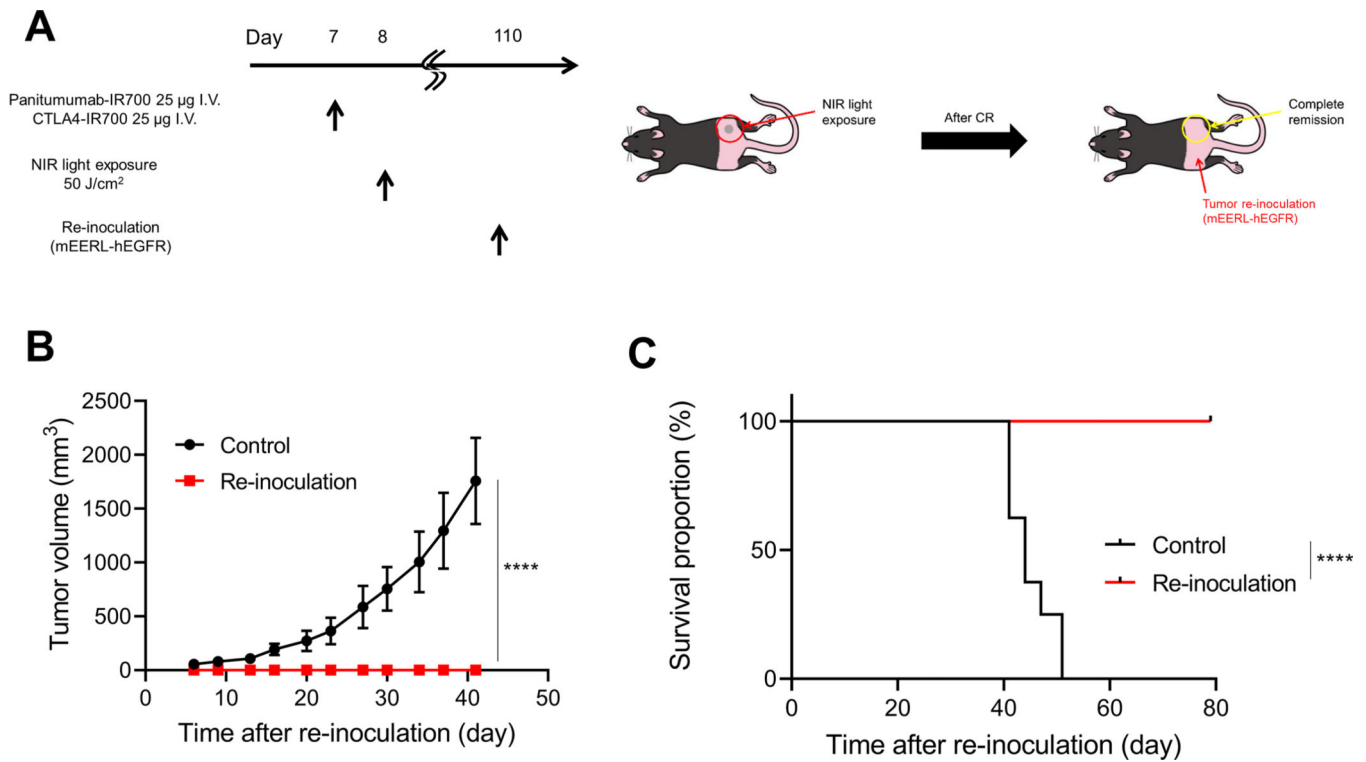 A
Day 7 8 110
Panitumumab-IR700 25 µg I.V.
CTLA4-IR700 25 µg I.V.
NIR light exposure
50 J/cm²
Re-inoculation
(mEERL-hEGFR)
NIR light
exposure
After CR
Complete
remission
Tumor re-inoculation
(mEERL-hEGFR)
B
Tumor volume (mm³)
2500
2000
1500
1000
500
0
Control
Re-inoculation
****
0 10 20 30 40 50
Time after re-inoculation (day)
C
Survival proportion (%)
100
50
0
Control
Re-inoculation
****
0 20 40 60 80
Time after re-inoculation (day)